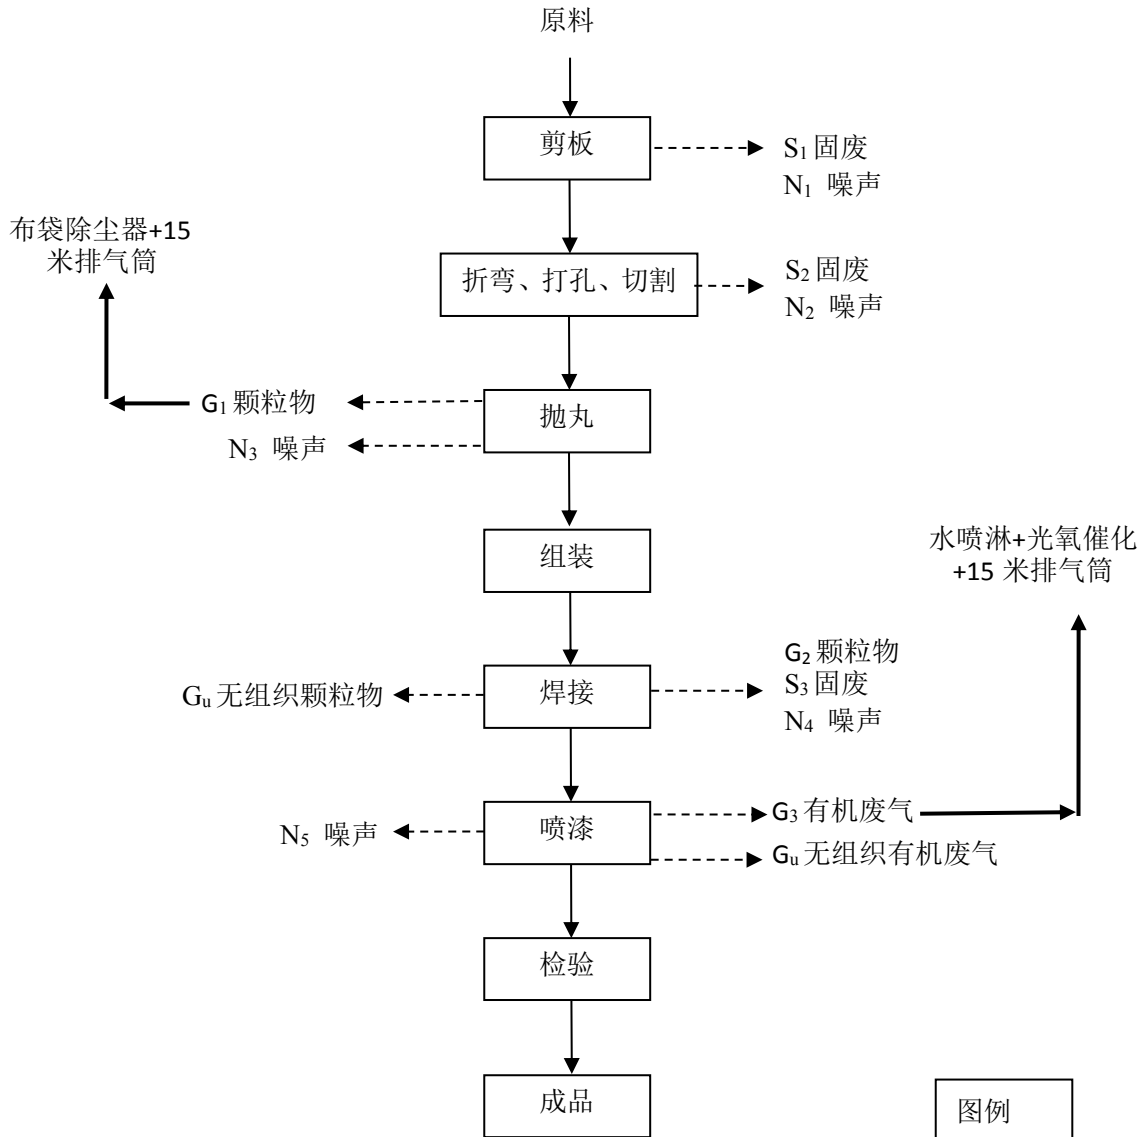 原料
剪板
S₁ 固废
N₁ 噪声
布袋除尘器+15
米排气筒
折弯、打孔、切割
S₂ 固废
N₂ 噪声
G₁ 颗粒物
N₃ 噪声
抛丸
组装
水喷淋+光氧催化
+15 米排气筒
Gᵤ 无组织颗粒物
焊接
G₂ 颗粒物
S₃ 固废
N₄ 噪声
N₅ 噪声
喷漆
G₃ 有机废气
Gᵤ 无组织有机废气
检验
成品
图例